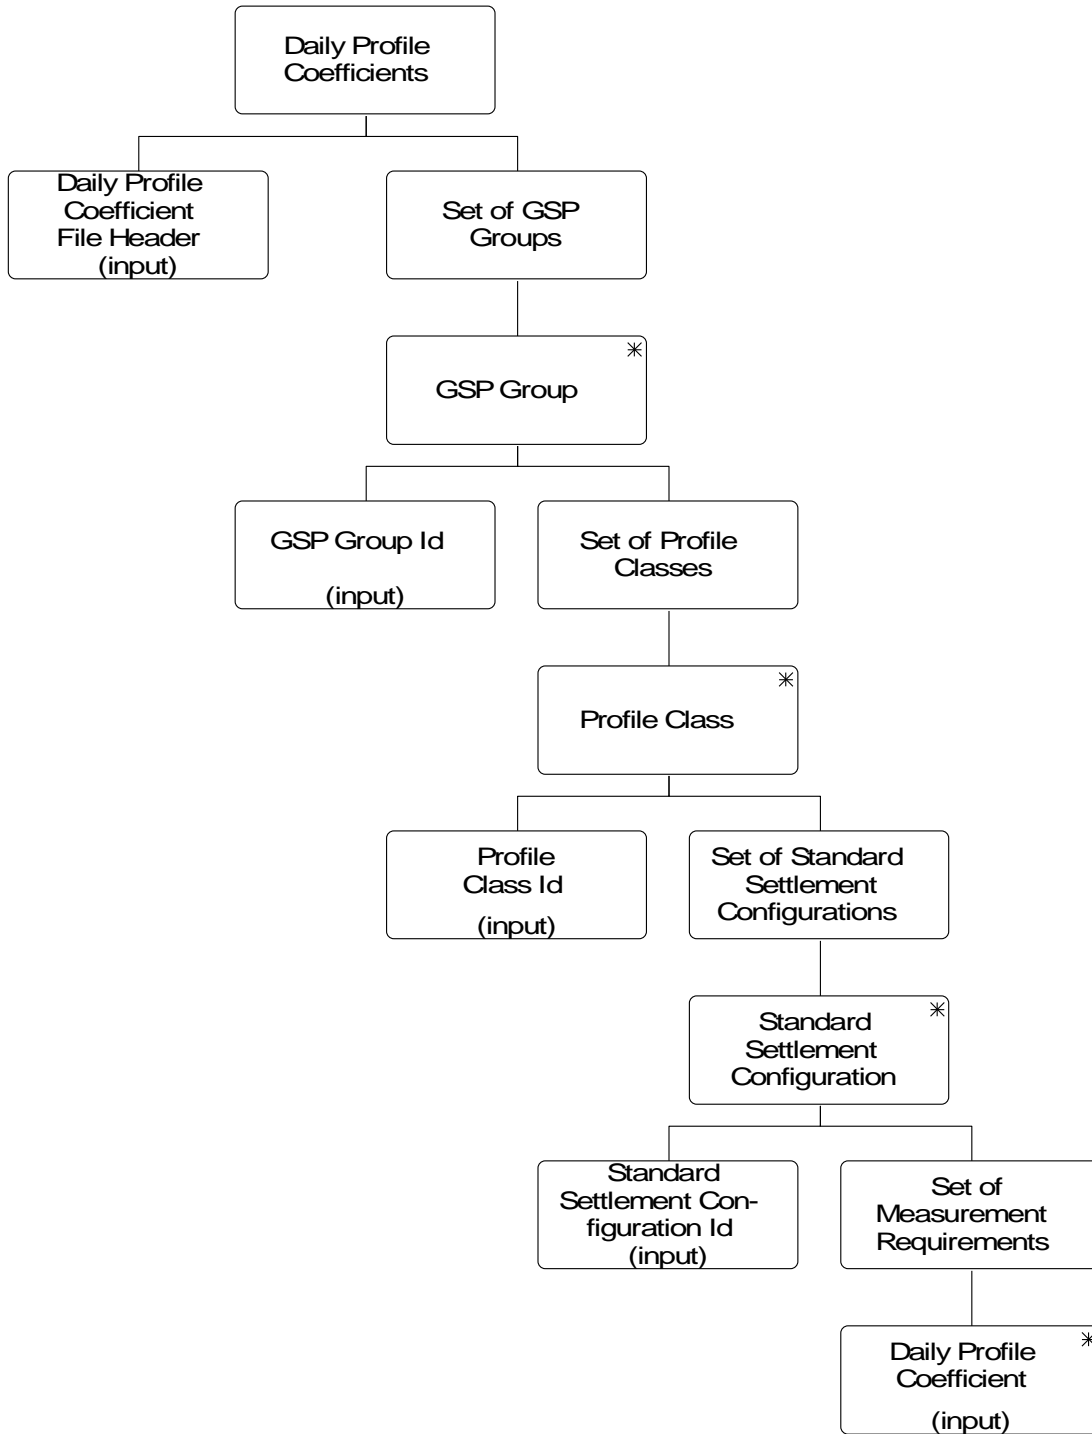 Daily Profile
Coefficients
Daily Profile
Coefficient
File Header
(input)
Set of GSP
Groups
GSP Group
GSP Group Id
(input)
Set of Profile
Classes
Profile Class
Profile
Class Id
(input)
Set of Standard
Settlement
Configurations
Standard
Settlement
Configuration
Standard
Settlement Con-
figuration Id
(input)
Set of
Measurement
Requirements
Daily Profile
Coefficient
(input)